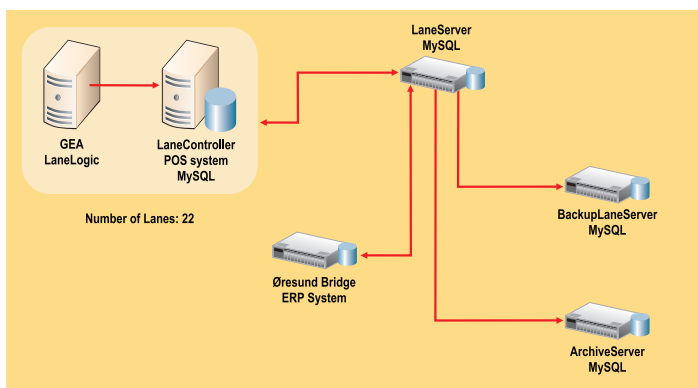 LaneServer
MySQL
GEA
LaneLogic
LaneController
POS system
MySQL
Number of Lanes: 22
BackupLaneServer
MySQL
Øresund Bridge
ERP System
ArchiveServer
MySQL